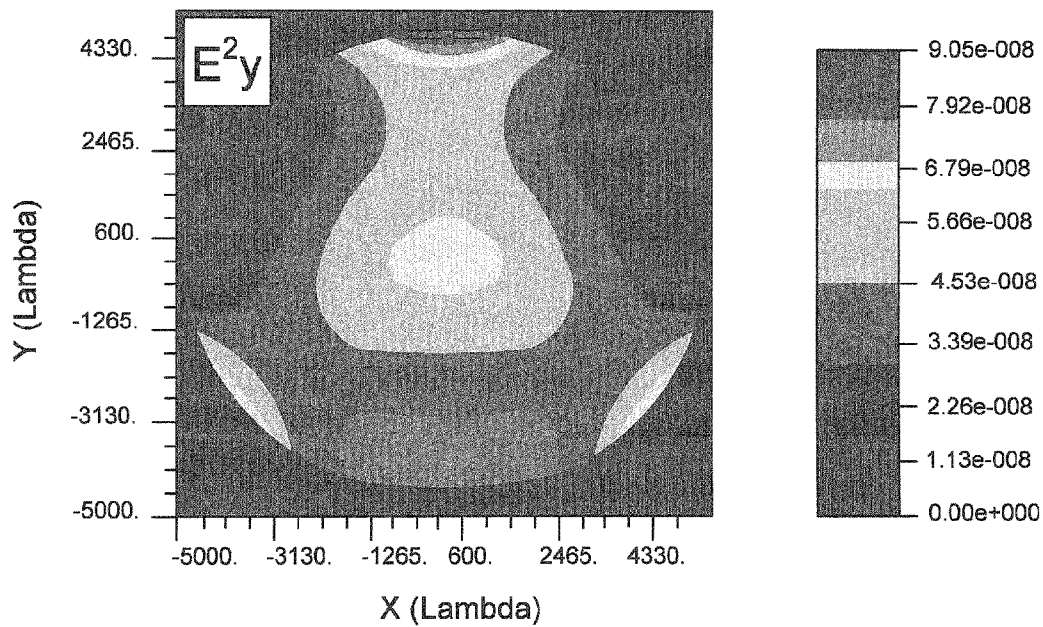 E²y
Y (Lambda)
4330.
2465.
600.
-1265.
-3130.
-5000.
-5000. -3130. -1265. 600. 2465. 4330.
X (Lambda)
9.05e-008
7.92e-008
6.79e-008
5.66e-008
4.53e-008
3.39e-008
2.26e-008
1.13e-008
0.00e+000